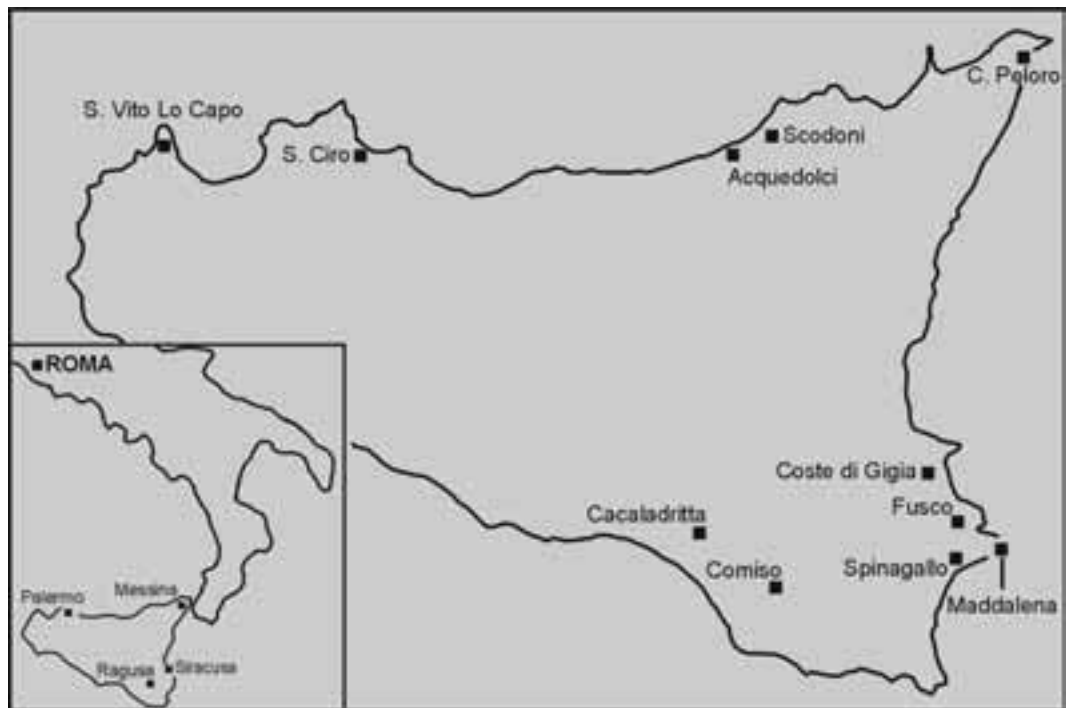 C. Peloro
S. Vito Lo Capo
Scodoni
S. Ciro
Acquedolci
ROMA
Coste di Gigia
Fusco
Cacaladritta
Spinagallo
Comiso
Maddalena
Messina
Palermo
Siracusa
Ragusa